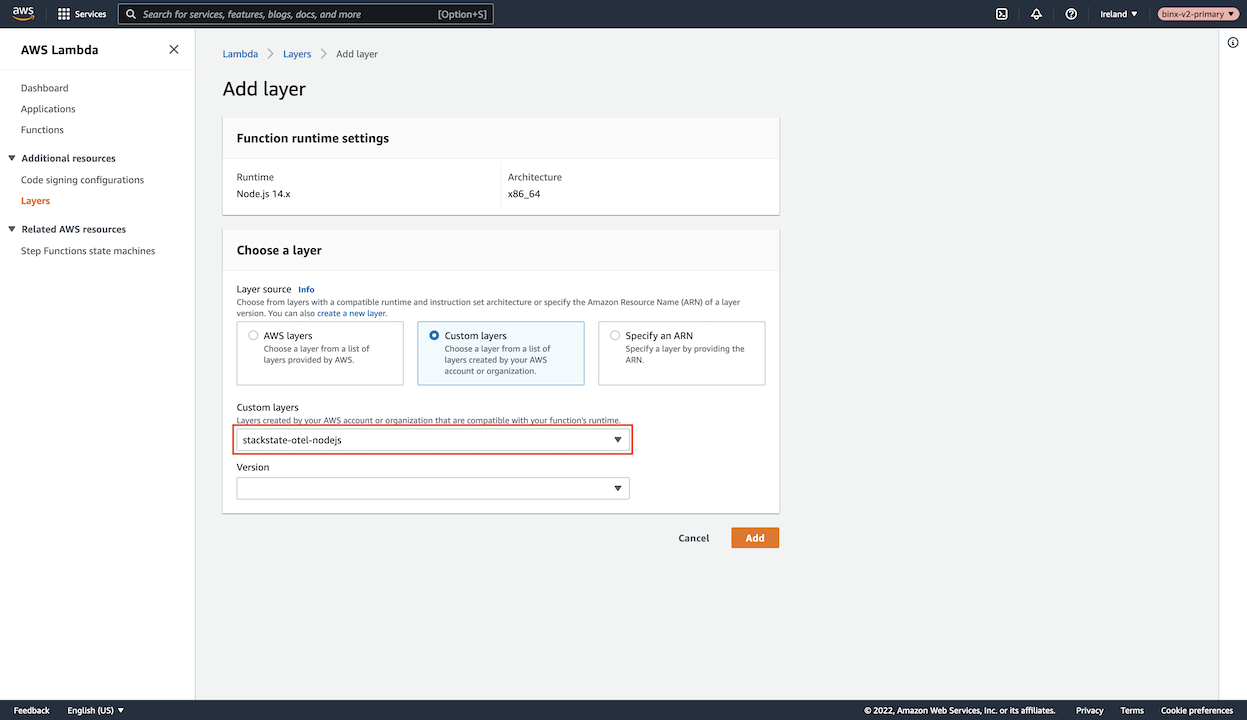 aws
Services
Search for services, features, blogs, docs, and more
[Option+S]
Ireland
binx-v2-primary
AWS Lambda
Dashboard
Applications
Functions
Additional resources
Code signing configurations
Layers
Related AWS resources
Step Functions state machines
Lambda
Layers
Add layer
Add layer
Function runtime settings
Runtime
Node.js 14.x
Architecture
x86_64
Choose a layer
Layer source Info
Choose from layers with a compatible runtime and instruction set architecture or specify the Amazon Resource Name (ARN) of a layer
version. You can also create a new layer.
AWS layers
Choose a layer from a list of
layers provided by AWS.
Custom layers
Choose a layer from a list of
layers created by your AWS
account or organization.
Specify an ARN
Specify a layer by providing the
ARN.
Custom layers
Layers created by your AWS account or organization that are compatible with your function's runtime.
stackstate-otel-nodejs
Version
Cancel
Add
Feedback
English (US)
© 2022, Amazon Web Services, Inc. or its affiliates.
Privacy
Terms
Cookie preferences